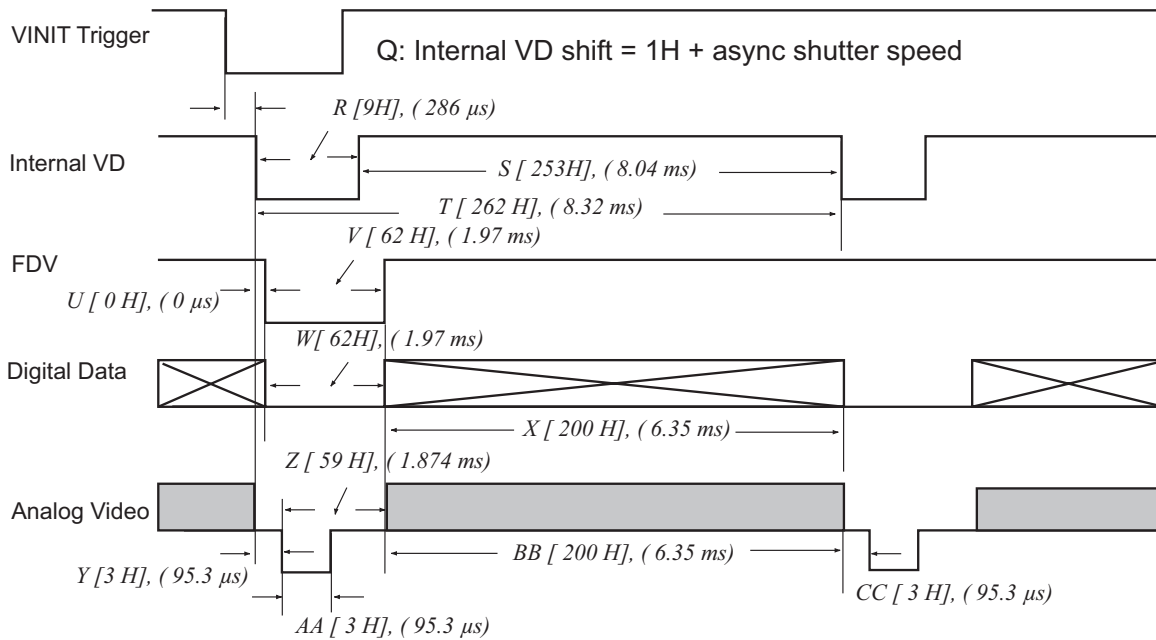 VINIT Trigger
Q: Internal VD shift = 1H + async shutter speed
R [9H], ( 286 µs)
Internal VD
S [ 253H], ( 8.04 ms)
T [ 262 H], ( 8.32 ms)
V [ 62 H], ( 1.97 ms)
FDV
U [ 0 H], ( 0 µs)
W[ 62H], ( 1.97 ms)
Digital Data
X [ 200 H], ( 6.35 ms)
Z [ 59 H], ( 1.874 ms)
Analog Video
BB [ 200 H], ( 6.35 ms)
Y [3 H], ( 95.3 µs)
CC [ 3 H], ( 95.3 µs)
AA [ 3 H], ( 95.3 µs)